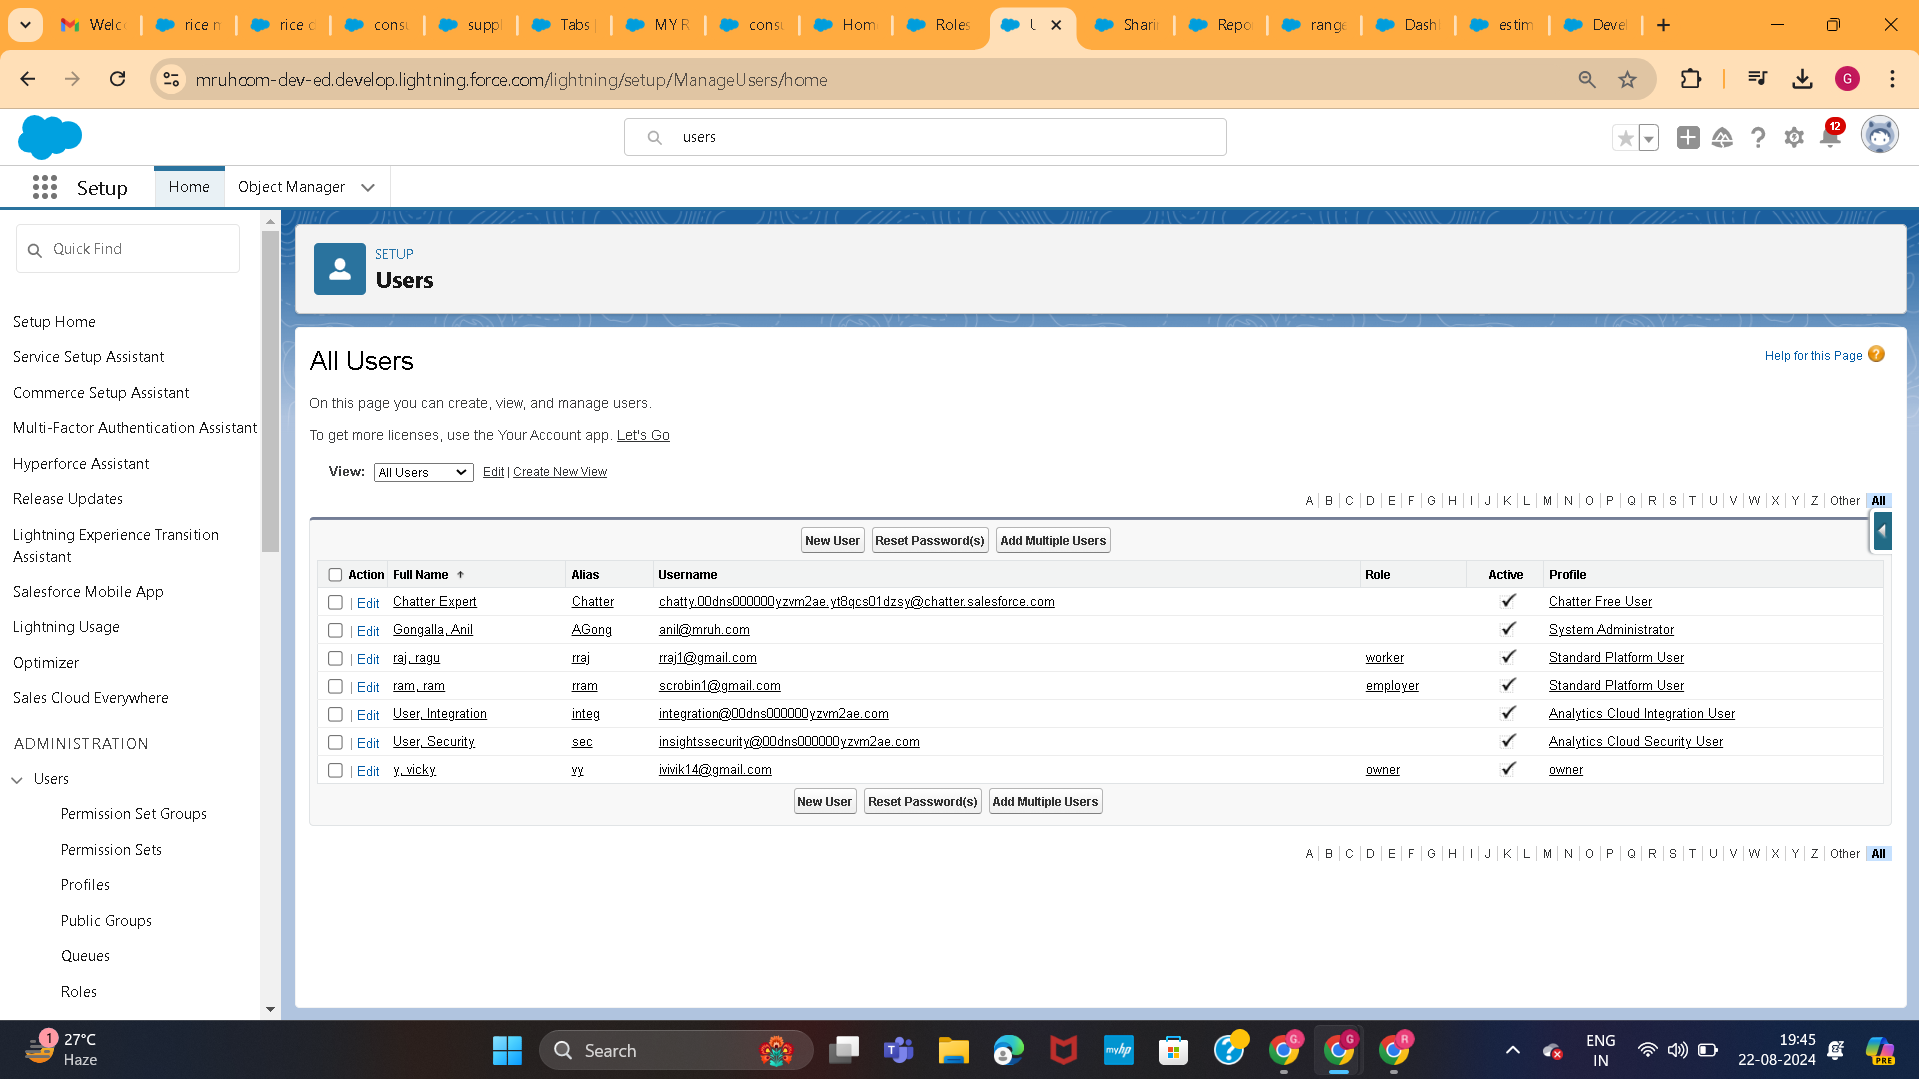 Welc
rice m
rice c
consu
suppl
Tabs
MY R
consu
Home
Roles
U
Sharin
Repo
range
Dash
estim
Devel
mruhcom-dev-ed.develop.lightning.force.com/lightning/setup/ManageUsers/home
G
users
12
Setup
Home
Object Manager
Quick Find
SETUP
Users
Setup Home
Service Setup Assistant
Commerce Setup Assistant
Multi-Factor Authentication Assistant
Hyperforce Assistant
Release Updates
Lightning Experience Transition
Assistant
Salesforce Mobile App
Lightning Usage
Optimizer
Sales Cloud Everywhere
ADMINISTRATION
Users
Permission Set Groups
Permission Sets
Profiles
Public Groups
Queues
Roles
All Users
Help for this Page ?
On this page you can create, view, and manage users.
To get more licenses, use the Your Account app. Let's Go
View: All Users Edit | Create New View
A | B | C | D | E | F | G | H | I | J | K | L | M | N | O | P | Q | R | S | T | U | V | W | X | Y | Z | Other All
New User Reset Password(s) Add Multiple Users
Action Full Name ↑ Alias Username Role Active Profile
| Edit Chatter Expert Chatter chatty.00dns000000yzvm2ae.yt8qcs01dzsy@chatter.salesforce.com ✓ Chatter Free User
| Edit Gongalla, Anil AGong anil@mruh.com ✓ System Administrator
| Edit raj, ragu rraj rraj1@gmail.com worker ✓ Standard Platform User
| Edit ram, ram rram scrobin1@gmail.com employer ✓ Standard Platform User
| Edit User, Integration integ integration@00dns000000yzvm2ae.com ✓ Analytics Cloud Integration User
| Edit User, Security sec insightssecurity@00dns000000yzvm2ae.com ✓ Analytics Cloud Security User
| Edit y, vicky vy ivivik14@gmail.com owner ✓ owner
New User Reset Password(s) Add Multiple Users
A | B | C | D | E | F | G | H | I | J | K | L | M | N | O | P | Q | R | S | T | U | V | W | X | Y | Z | Other All
1
27°C
Haze
Search
myhp
G
G
R
ENG
IN
19:45
22-08-2024
PRE